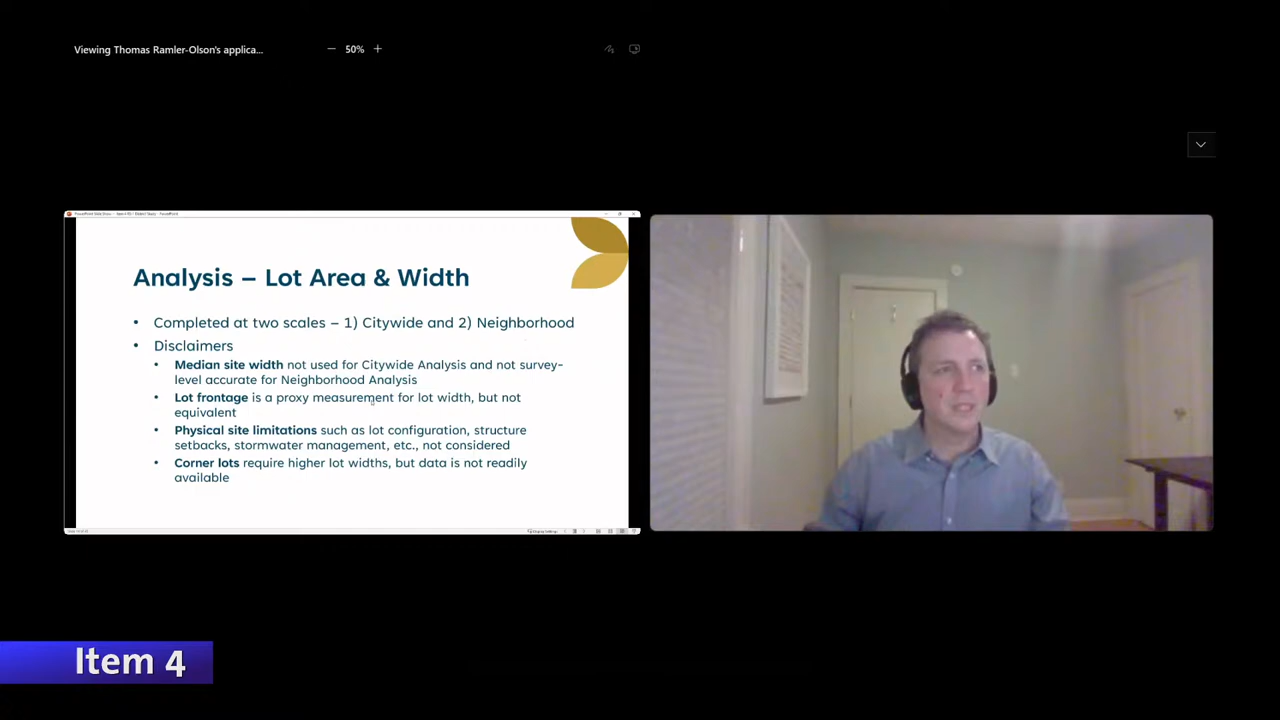 Viewing Thomas Ramler-Olson's applica...
50%
Analysis – Lot Area & Width
• Completed at two scales – 1) Citywide and 2) Neighborhood
• Disclaimers
• Median site width not used for Citywide Analysis and not survey-
level accurate for Neighborhood Analysis
• Lot frontage is a proxy measurement for lot width, but not
equivalent
• Physical site limitations such as lot configuration, structure
setbacks, stormwater management, etc., not considered
• Corner lots require higher lot widths, but data is not readily
available
Item 4